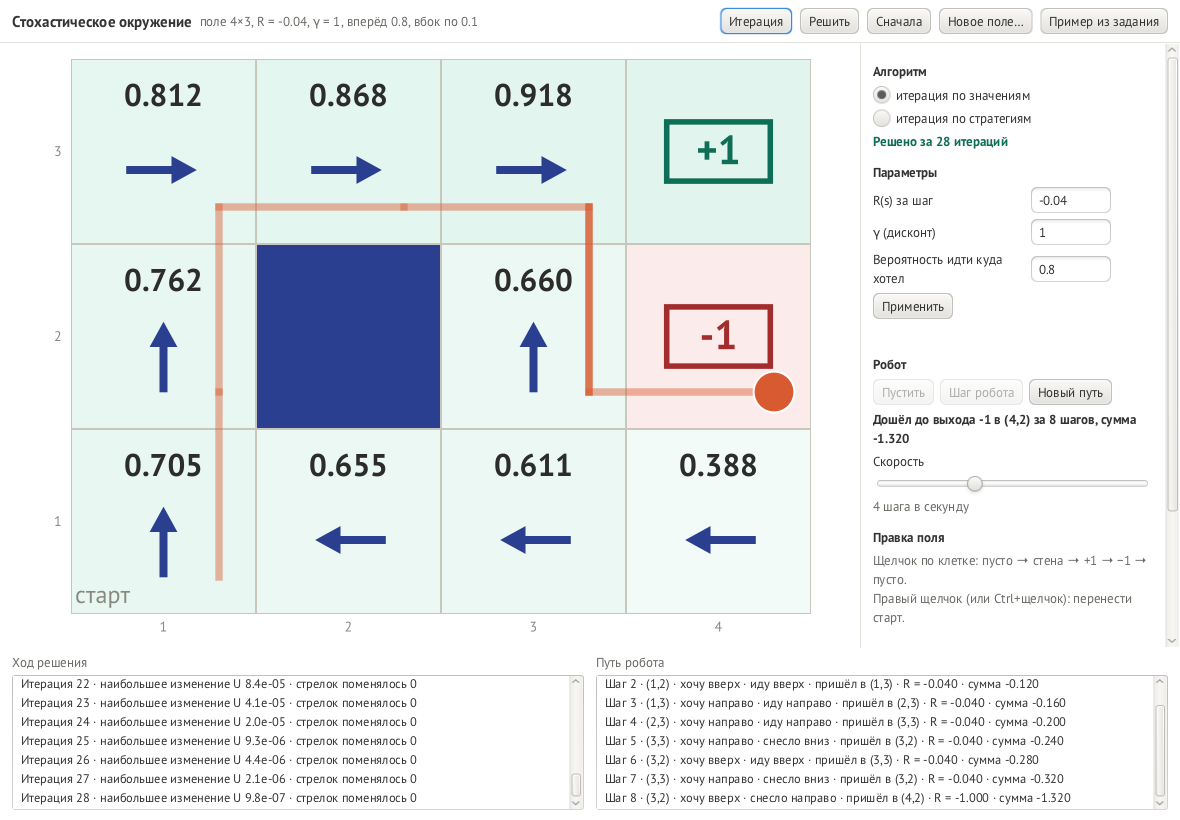 Стохастическое окружение поле 4×3, R = -0.04, γ = 1, вперёд 0.8, вбок по 0.1
Итерация Решить Сначала Новое поле... Пример из задания
0.812 0.868 0.918 +1
3
0.762 0.660 -1
2
0.705 0.655 0.611 0.388
1
старт
1 2 3 4
Алгоритм
итерация по значениям
итерация по стратегиям
Решено за 28 итераций
Параметры
R(s) за шаг -0.04
γ (дисконт) 1
Вероятность идти куда
хотел 0.8
Применить
Робот
Пустить Шаг робота Новый путь
Дошёл до выхода -1 в (4,2) за 8 шагов, сумма
-1.320
Скорость
4 шага в секунду
Правка поля
Щелчок по клетке: пусто → стена → +1 → −1 →
пусто.
Правый щелчок (или Ctrl+щелчок): перенести
старт.
Ход решения
Итерация 22 · наибольшее изменение U 8.4e-05 · стрелок поменялось 0
Итерация 23 · наибольшее изменение U 4.1e-05 · стрелок поменялось 0
Итерация 24 · наибольшее изменение U 2.0e-05 · стрелок поменялось 0
Итерация 25 · наибольшее изменение U 9.3e-06 · стрелок поменялось 0
Итерация 26 · наибольшее изменение U 4.4e-06 · стрелок поменялось 0
Итерация 27 · наибольшее изменение U 2.1e-06 · стрелок поменялось 0
Итерация 28 · наибольшее изменение U 9.8e-07 · стрелок поменялось 0
Путь робота
Шаг 2 · (1,2) · хочу вверх · иду вверх · пришёл в (1,3) · R = -0.040 · сумма -0.120
Шаг 3 · (1,3) · хочу направо · иду направо · пришёл в (2,3) · R = -0.040 · сумма -0.160
Шаг 4 · (2,3) · хочу направо · иду направо · пришёл в (3,3) · R = -0.040 · сумма -0.200
Шаг 5 · (3,3) · хочу направо · снесло вниз · пришёл в (3,2) · R = -0.040 · сумма -0.240
Шаг 6 · (3,2) · хочу вверх · иду вверх · пришёл в (3,3) · R = -0.040 · сумма -0.280
Шаг 7 · (3,3) · хочу направо · снесло вниз · пришёл в (3,2) · R = -0.040 · сумма -0.320
Шаг 8 · (3,2) · хочу вверх · снесло направо · пришёл в (4,2) · R = -1.000 · сумма -1.320